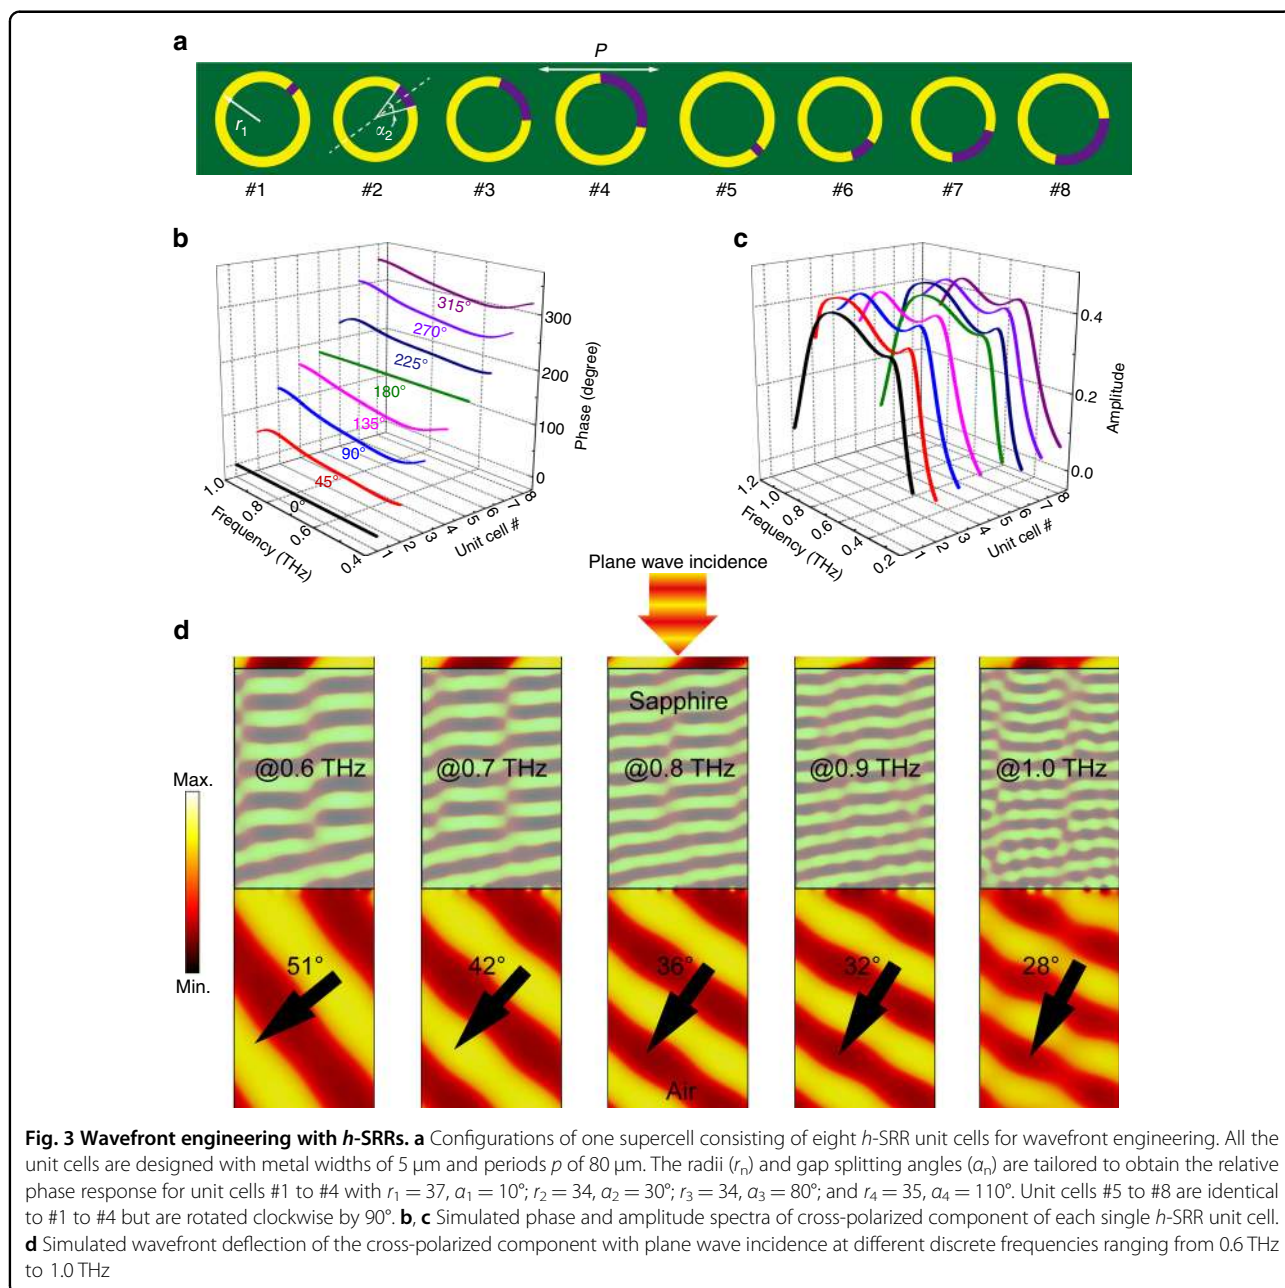 a
P
r1
α2
#1 #2 #3 #4 #5 #6 #7 #8
b
315°
270°
225°
180°
135°
90°
45°
0°
300
200
100
0
Phase (degree)
1.0 0.8 0.6 0.4
Frequency (THz)
1 2 3 4 5 6 7 8
Unit cell #
c
0.4
0.2
0.0
Amplitude
1.2 1.0 0.8 0.6 0.4 0.2
Frequency (THz)
1 2 3 4 5 6 7 8
Unit cell #
Plane wave incidence
d
Sapphire
@0.6 THz @0.7 THz @0.8 THz @0.9 THz @1.0 THz
Max.
Min.
51° 42° 36° 32° 28°
Air
Fig. 3 Wavefront engineering with h-SRRs. a Configurations of one supercell consisting of eight h-SRR unit cells for wavefront engineering. All the
unit cells are designed with metal widths of 5 μm and periods p of 80 μm. The radii (rn) and gap splitting angles (αn) are tailored to obtain the relative
phase response for unit cells #1 to #4 with r1 = 37, α1 = 10°; r2 = 34, α2 = 30°; r3 = 34, α3 = 80°; and r4 = 35, α4 = 110°. Unit cells #5 to #8 are identical
to #1 to #4 but are rotated clockwise by 90°. b, c Simulated phase and amplitude spectra of cross-polarized component of each single h-SRR unit cell.
d Simulated wavefront deflection of the cross-polarized component with plane wave incidence at different discrete frequencies ranging from 0.6 THz
to 1.0 THz